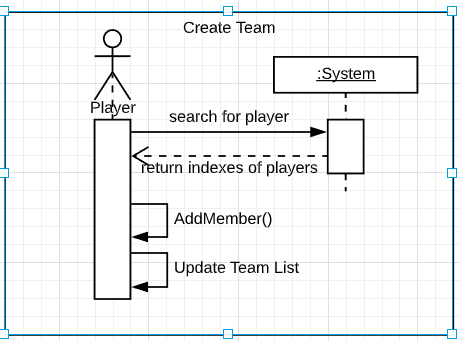 Create Team
:System
Player
search for player
return indexes of players
AddMember()
Update Team List